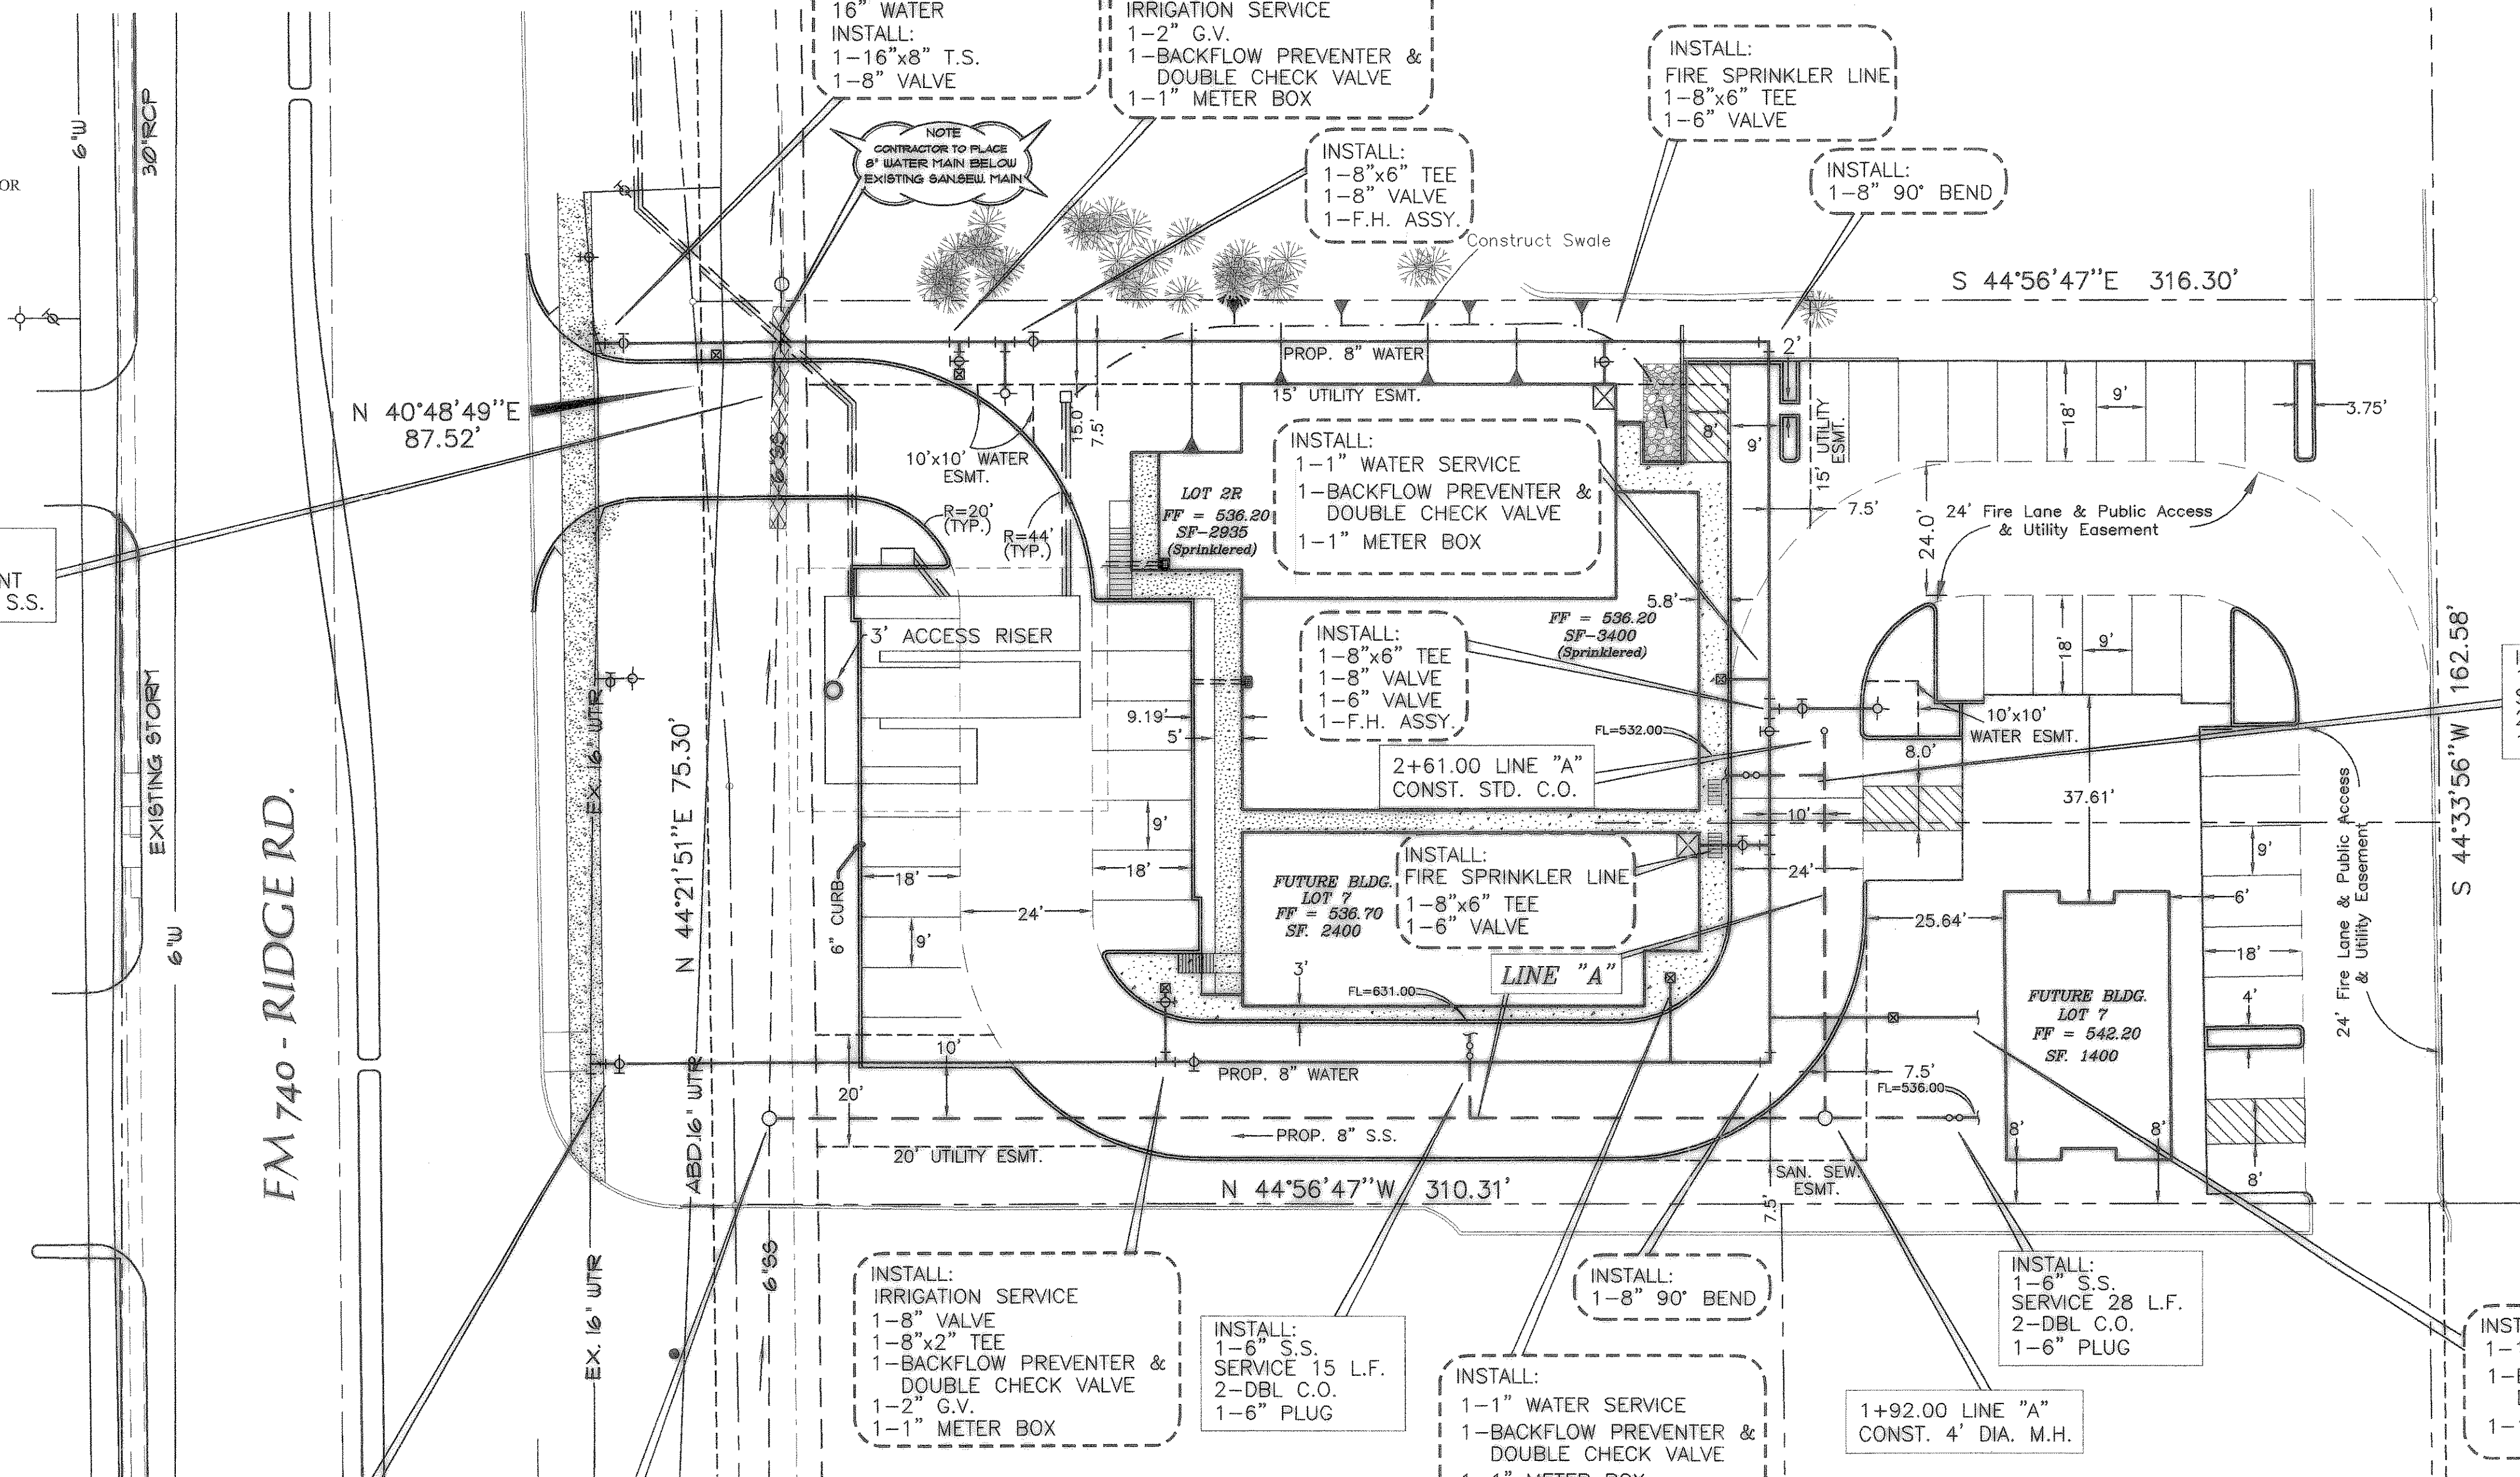 16" WATER
INSTALL:
1-16"x8" T.S.
1-8" VALVE
IRRIGATION SERVICE
1-2" G.V.
1-BACKFLOW PREVENTER &
DOUBLE CHECK VALVE
1-1" METER BOX
INSTALL:
FIRE SPRINKLER LINE
1-8"x6" TEE
1-6" VALVE
NOTE
CONTRACTOR TO PLACE
8" WATER MAIN BELOW
EXISTING SAN.SEW. MAIN
INSTALL:
1-8"x6" TEE
1-8" VALVE
1-F.H. ASSY.
INSTALL:
1-8" 90° BEND
6"W
30"RCP
OR
Construct Swale
S 44°56'47"E 316.30'
N 40°48'49"E
87.52'
PROP. 8" WATER
15' UTILITY ESMT.
2'
15.0'
7.5'
10'x10' WATER
ESMT.
6"SS
R=20'
(TYP.)
R=44'
(TYP.)
LOT 2R
FF = 536.20
SF-2935
(Sprinklered)
INSTALL:
1-1" WATER SERVICE
1-BACKFLOW PREVENTER &
DOUBLE CHECK VALVE
1-1" METER BOX
8'
9'
15' UTILITY
ESMT.
7.5'
18'
9'
3.75'
24.0'
24' Fire Lane & Public Access
& Utility Easement
NT
S.S.
3' ACCESS RISER
5.8'
FF = 536.20
SF-3400
(Sprinklered)
INSTALL:
1-8"x6" TEE
1-8" VALVE
1-6" VALVE
1-F.H. ASSY.
18'
9'
10'x10'
WATER ESMT.
8.0'
S 44°33'56"W 162.58'
EXISTING STORM
EX. 16" WTR
N 44°21'51"E 75.30'
9.19'
5'
FL=532.00
2+61.00 LINE "A"
CONST. STD. C.O.
10'
37.61'
9'
18'
18'
24'
9'
6" CURB
FUTURE BLDG.
LOT 7
FF = 536.70
SF. 2400
INSTALL:
FIRE SPRINKLER LINE
1-8"x6" TEE
1-6" VALVE
24'
25.64'
6'
9'
18'
24' Fire Lane & Public Access
& Utility Easement
FM 740 - RIDGE RD.
6"W
3'
FL=631.00
LINE "A"
FUTURE BLDG.
LOT 7
FF = 542.20
SF. 1400
4'
ABD.16" WTR
10'
20'
PROP. 8" WATER
PROP. 8" S.S.
20' UTILITY ESMT.
7.5'
FL=536.00
8'
8'
8'
SAN. SEW.
ESMT.
7.5'
N 44°56'47"W 310.31'
EX. 16" WTR
6"SS
INSTALL:
IRRIGATION SERVICE
1-8" VALVE
1-8"x2" TEE
1-BACKFLOW PREVENTER &
DOUBLE CHECK VALVE
1-2" G.V.
1-1" METER BOX
INSTALL:
1-6" S.S.
SERVICE 15 L.F.
2-DBL C.O.
1-6" PLUG
INSTALL:
1-8" 90° BEND
INSTALL:
1-1" WATER SERVICE
1-BACKFLOW PREVENTER &
DOUBLE CHECK VALVE
1-1" METER BOX
INSTALL:
1-6" S.S.
SERVICE 28 L.F.
2-DBL C.O.
1-6" PLUG
1+92.00 LINE "A"
CONST. 4' DIA. M.H.